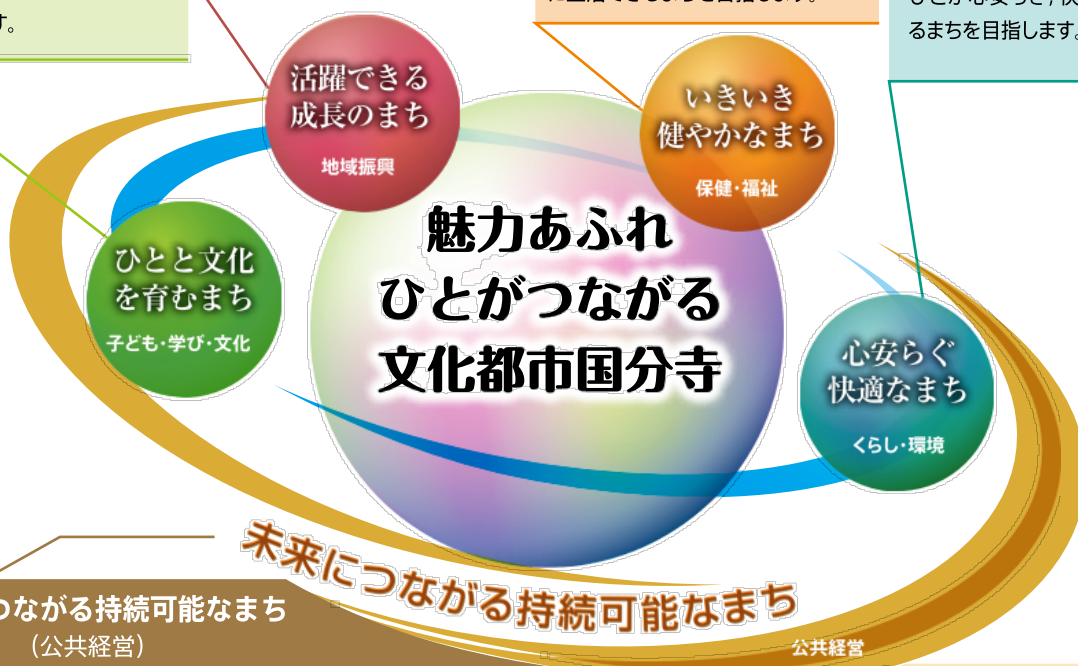 す。
るまちを目指します。
活躍できる
成長のまち
地域振興
いきいき
健やかなまち
保健・福祉
ひとと文化
を育むまち
子ども・学び・文化
魅力あふれ
ひとがつながる
文化都市国分寺
心安らぐ
快適なまち
くらし・環境
未来につながる持続可能なまち
つながる持続可能なまち
(公共経営)
公共経営